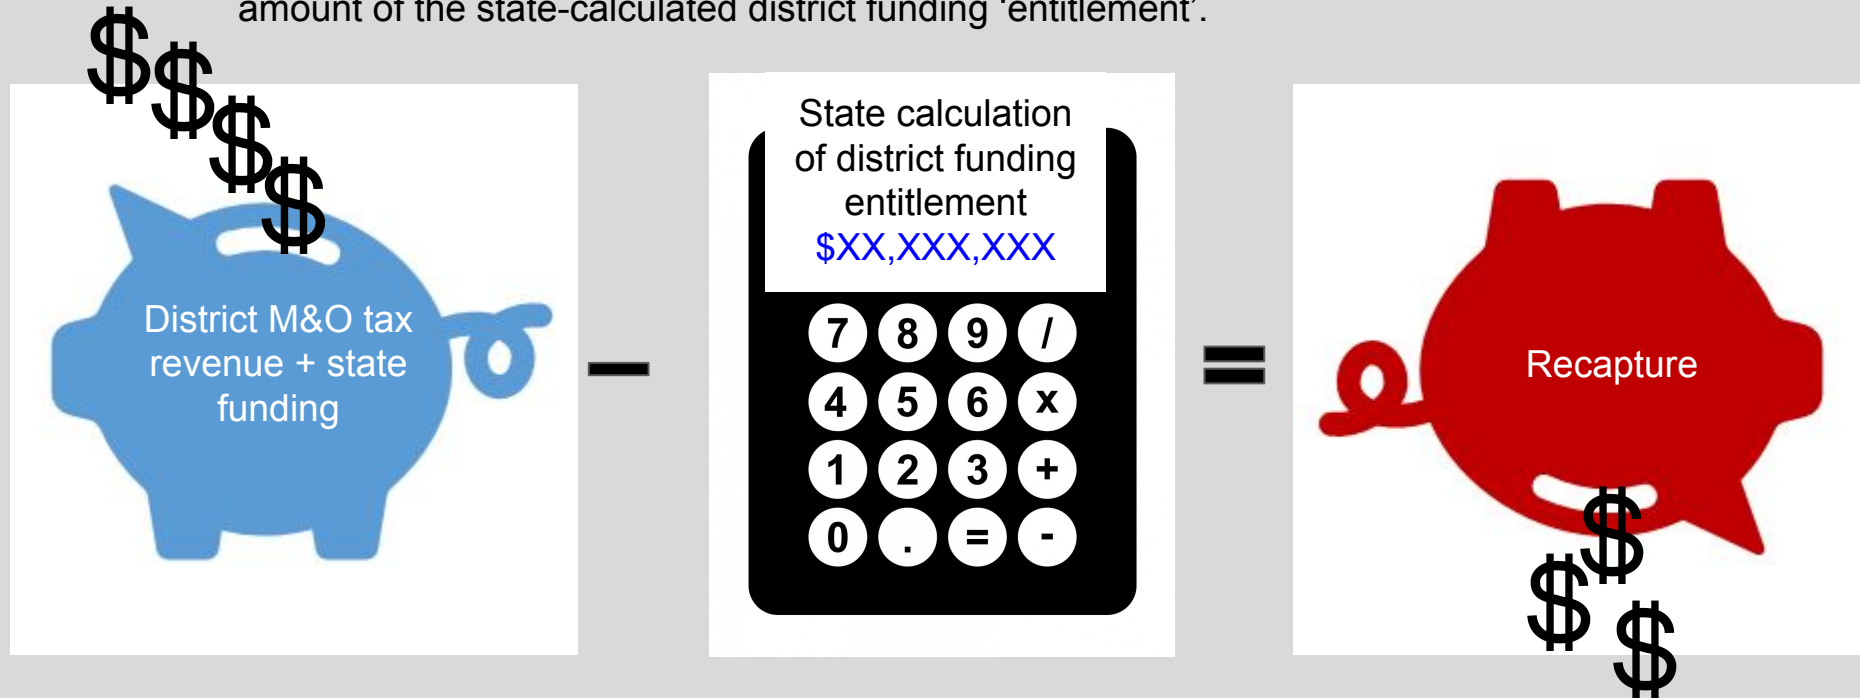 amount of the state-calculated district funding ‘entitlement’.
$
$
$
$
District M&O tax
revenue + state
funding
–
State calculation
of district funding
entitlement
$XX,XXX,XXX
7 8 9 /
4 5 6 x
1 2 3 +
0 . = -
=
Recapture
$
$
$